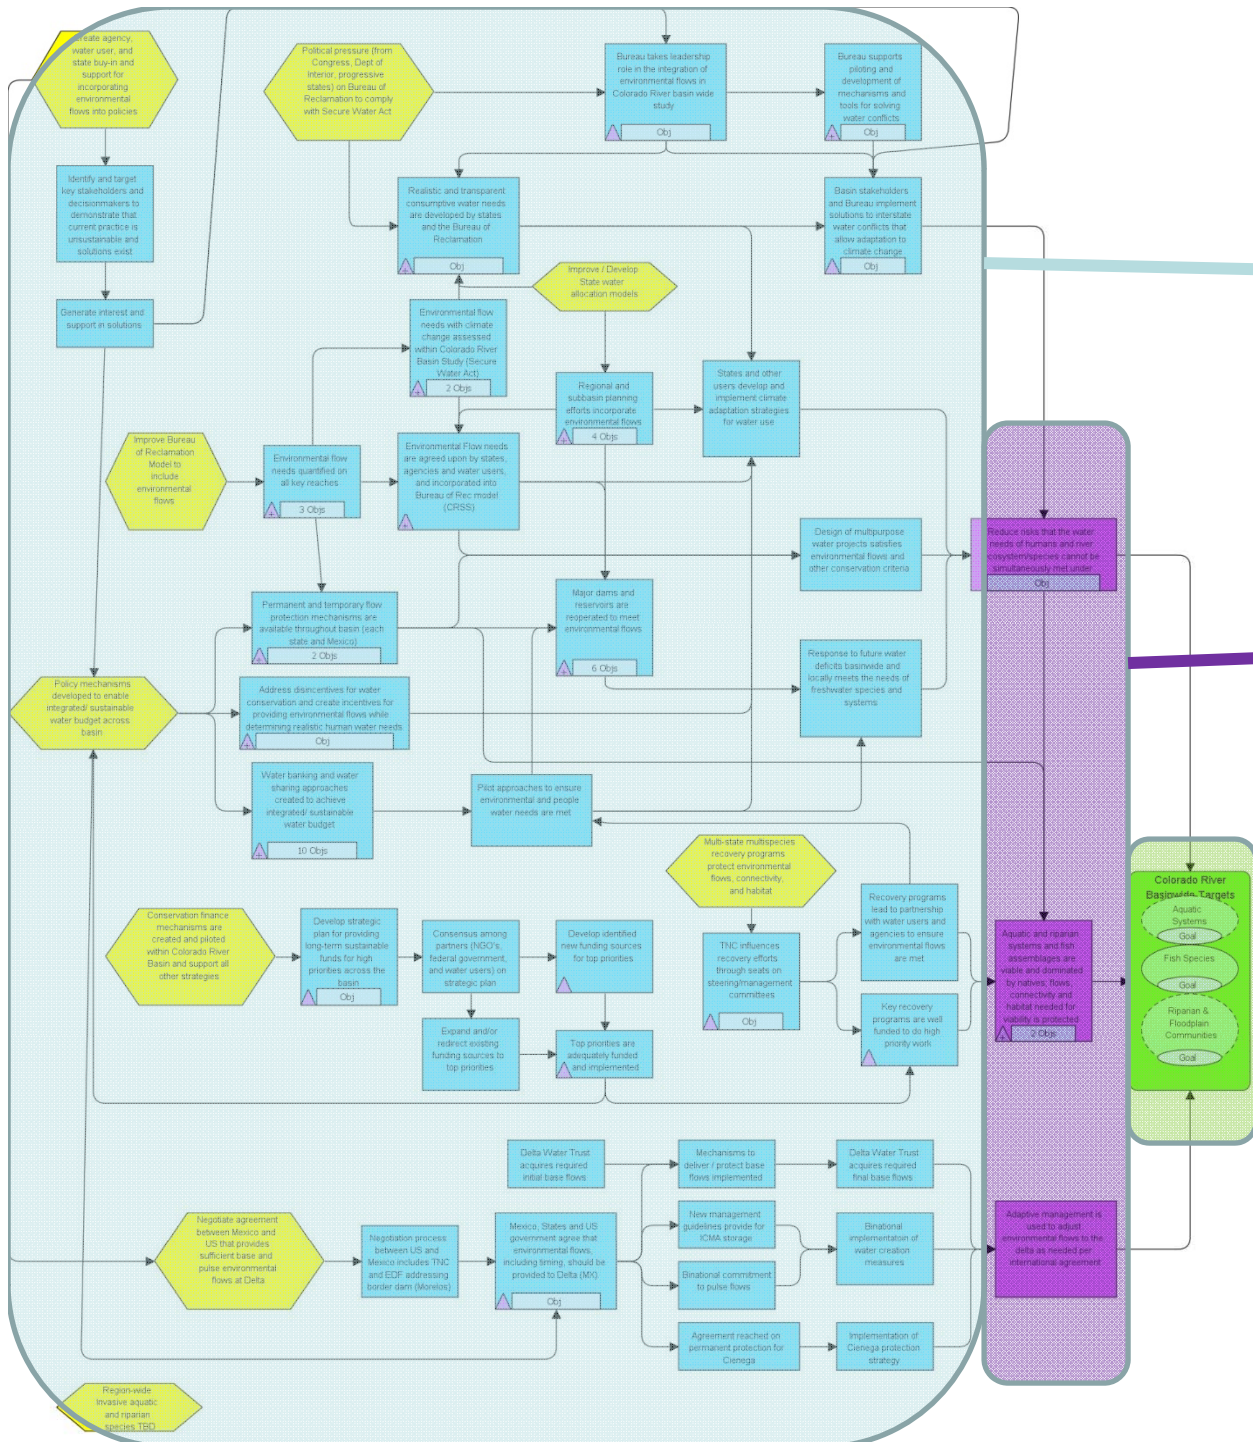 Create agency,
water user, and
state buy-in and
support for
incorporating
environmental
flows into policies
Political pressure (from
Congress, Dept of
Interior, progressive
states) on Bureau of
Reclamation to comply
with Secure Water Act
Bureau takes leadership
role in the integration of
environmental flows in
Colorado River basin wide
study
Obj
Bureau supports
piloting and
development of
mechanisms and
tools for solving
water conflicts
Obj
Identify and target
key stakeholders and
decisionmakers to
demonstrate that
current practice is
unsustainable and
solutions exist
Realistic and transparent
consumptive water needs
are developed by states
and the Bureau of
Reclamation
Obj
Basin stakeholders
and Bureau implement
solutions to interstate
water conflicts that
allow adaptation to
climate change
Obj
Improve / Develop
State water
allocation models
Generate interest and
support in solutions
Environmental flow
needs with climate
change assessed
within Colorado River
Basin Study (Secure
Water Act)
2 Objs
Regional and
subbasin planning
efforts incorporate
environmental flows
4 Objs
States and other
users develop and
implement climate
adaptation strategies
for water use
Improve Bureau
of Reclamation
Model to
include
environmental
flows
Environmental flow
needs quantified on
all key reaches
3 Objs
Environmental Flow needs
are agreed upon by states,
agencies and water users,
and incorporated into
Bureau of Rec model
(CRSS)
Design of multipurpose
water projects satisfies
environmental flows and
other conservation criteria
Reduce risks that the water
needs of humans and river
ecosystem/species cannot be
simultaneously met under
Obj
Permanent and temporary flow
protection mechanisms are
available throughout basin (each
state and Mexico)
2 Objs
Major dams and
reservoirs are
reoperated to meet
environmental flows
6 Objs
Response to future water
deficits basinwide and
locally meets the needs of
freshwater species and
systems
Policy mechanisms
developed to enable
integrated/ sustainable
water budget across
basin
Address disincentives for water
conservation and create incentives for
providing environmental flows while
determining realistic human water needs
Obj
Water banking and water
sharing approaches
created to achieve
integrated/ sustainable
water budget
10 Objs
Pilot approaches to ensure
environmental and people
water needs are met
Multi-state multispecies
recovery programs
protect environmental
flows, connectivity,
and habitat
Conservation finance
mechanisms are
created and piloted
within Colorado River
Basin and support all
other strategies
Develop strategic
plan for providing
long-term sustainable
funds for high
priorities across the
basin
Obj
Consensus among
partners (NGO's,
federal government,
and water users) on
strategic plan
Develop identified
new funding sources
for top priorities
TNC influences
recovery efforts
through seats on
steering/management
committees
Obj
Recovery programs
lead to partnership
with water users and
agencies to ensure
environmental flows
are met
Key recovery
programs are well
funded to do high
priority work
Expand and/or
redirect existing
funding sources to
top priorities
Top priorities are
adequately funded
and implemented
Aquatic and riparian
systems and fish
assemblages are
viable and dominated
by natives; flows,
connectivity and
habitat needed for
viability is protected
2 Objs
Colorado River
Basinwide Targets
Aquatic
Systems
Goal
Fish Species
Goal
Riparian &
Floodplain
Communities
Goal
Delta Water Trust
acquires required
initial base flows
Mechanisms to
deliver / protect base
flows implemented
Delta Water Trust
acquires required
final base flows
Negotiate agreement
between Mexico and
US that provides
sufficient base and
pulse environmental
flows at Delta
Negotiation process
between US and
Mexico includes TNC
and EDF addressing
border dam (Morelos)
Mexico, States and US
government agree that
environmental flows,
including timing, should be
provided to Delta (MX)
Obj
New management
guidelines provide for
ICMA storage
Binational commitment
to pulse flows
Binational
implementatoin of
water creation
measures
Agreement reached on
permanent protection for
Cienega
Implementation of
Cienega protection
strategy
Adaptive management is
used to adjust
environmental flows to the
delta as needed per
international agreement
Region-wide
Invasive aquatic
and riparian
species TBD